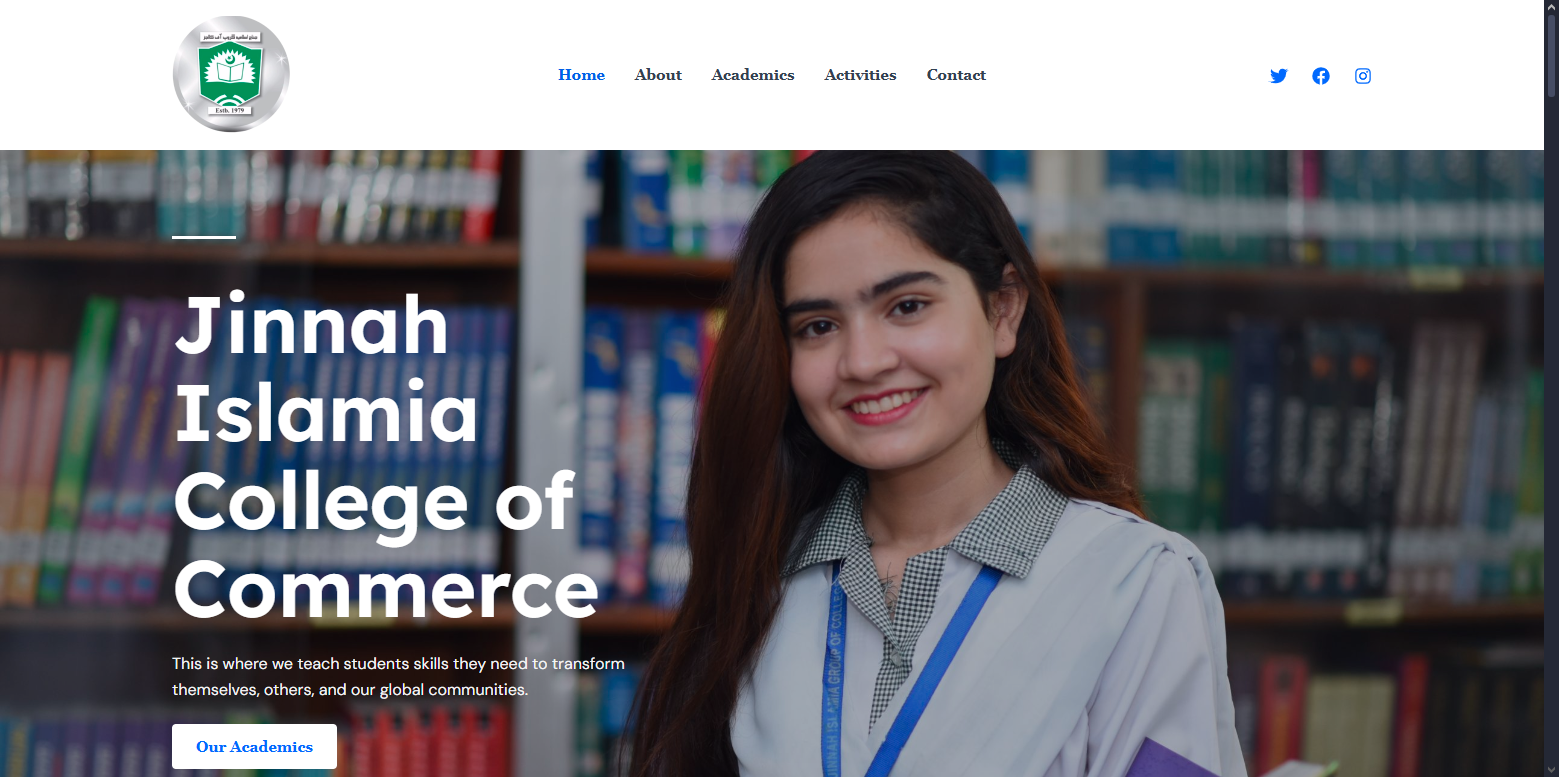 Estb. 1979
Home
About
Academics
Activities
Contact
Jinnah
Islamia
College of
Commerce
This is where we teach students skills they need to transform
themselves, others, and our global communities.
Our Academics
JINNAH ISLAMIA GROUP OF COLLEGES